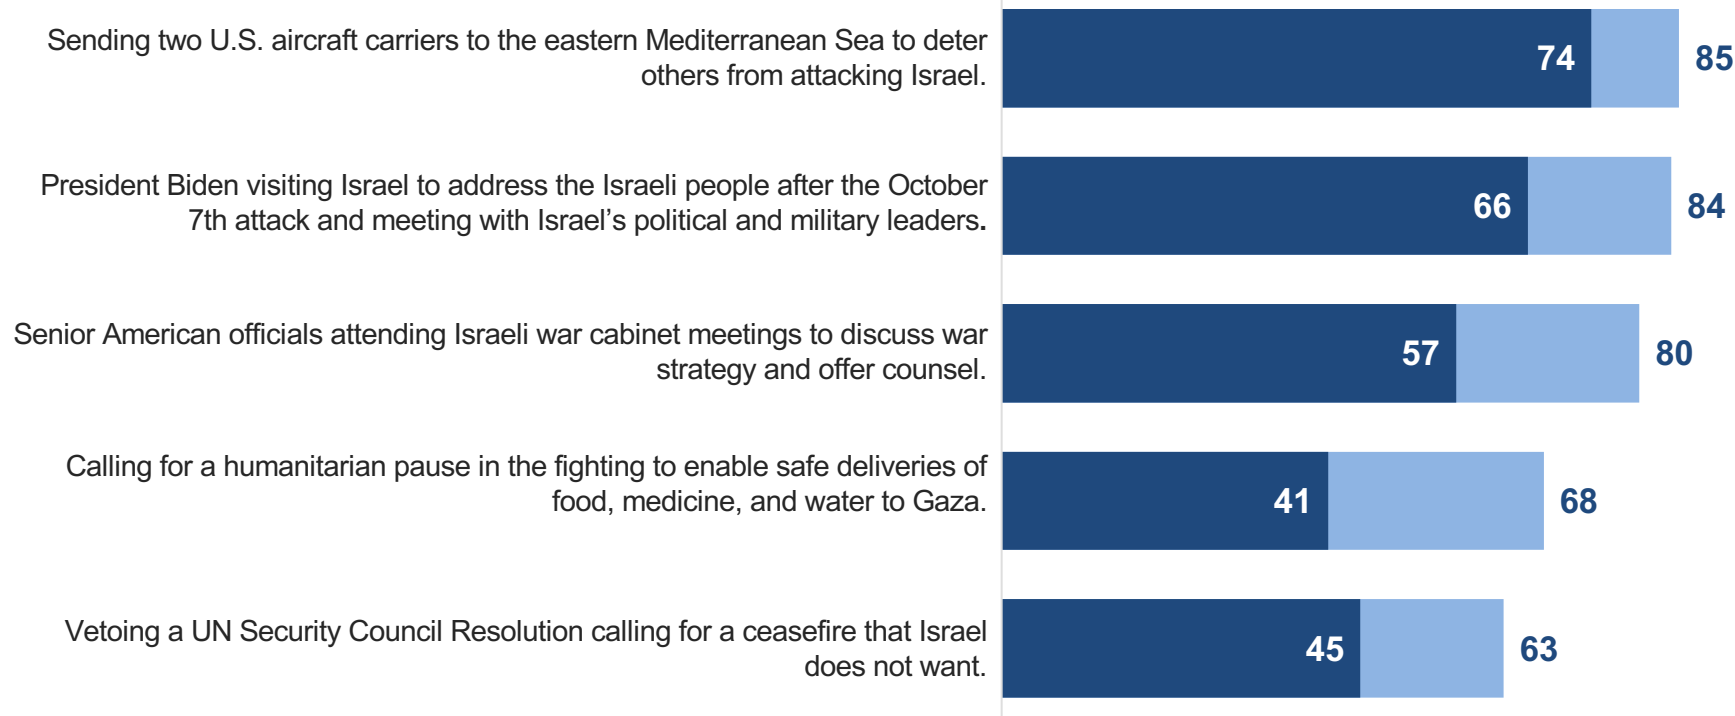 Sending two U.S. aircraft carriers to the eastern Mediterranean Sea to deter
others from attacking Israel.
74 85
President Biden visiting Israel to address the Israeli people after the October
7th attack and meeting with Israel’s political and military leaders.
66 84
Senior American officials attending Israeli war cabinet meetings to discuss war
strategy and offer counsel.
57 80
Calling for a humanitarian pause in the fighting to enable safe deliveries of
food, medicine, and water to Gaza.
41 68
Vetoing a UN Security Council Resolution calling for a ceasefire that Israel
does not want.
45 63